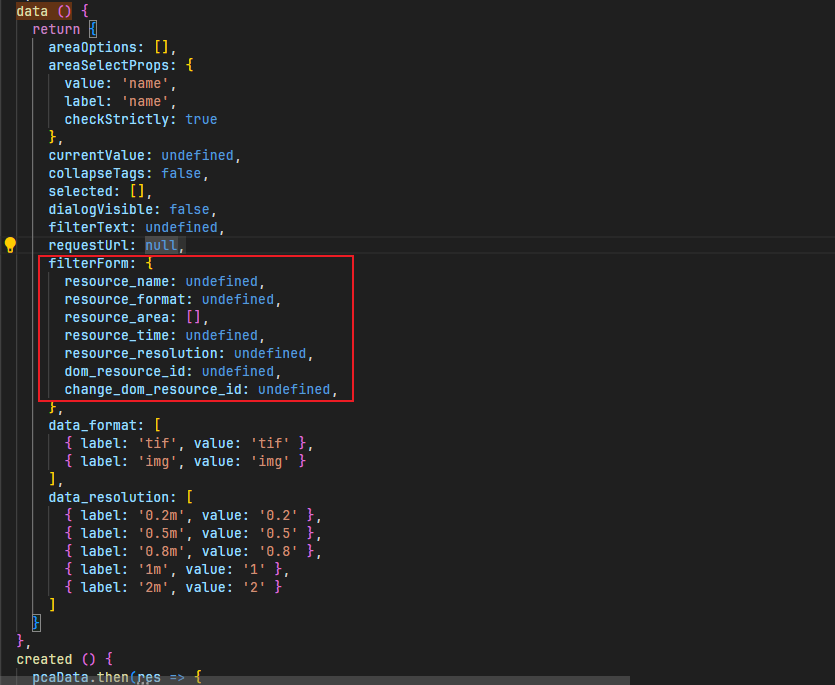 data () {
return {
areaOptions: [],
areaSelectProps: {
value: 'name',
label: 'name',
checkStrictly: true
},
currentValue: undefined,
collapseTags: false,
selected: [],
dialogVisible: false,
filterText: undefined,
requestUrl: null,
filterForm: {
resource_name: undefined,
resource_format: undefined,
resource_area: [],
resource_time: undefined,
resource_resolution: undefined,
dom_resource_id: undefined,
change_dom_resource_id: undefined,
},
data_format: [
{ label: 'tif', value: 'tif' },
{ label: 'img', value: 'img' }
],
data_resolution: [
{ label: '0.2m', value: '0.2' },
{ label: '0.5m', value: '0.5' },
{ label: '0.8m', value: '0.8' },
{ label: '1m', value: '1' },
{ label: '2m', value: '2' }
]
}
},
created () {
pcaData.then(res => {